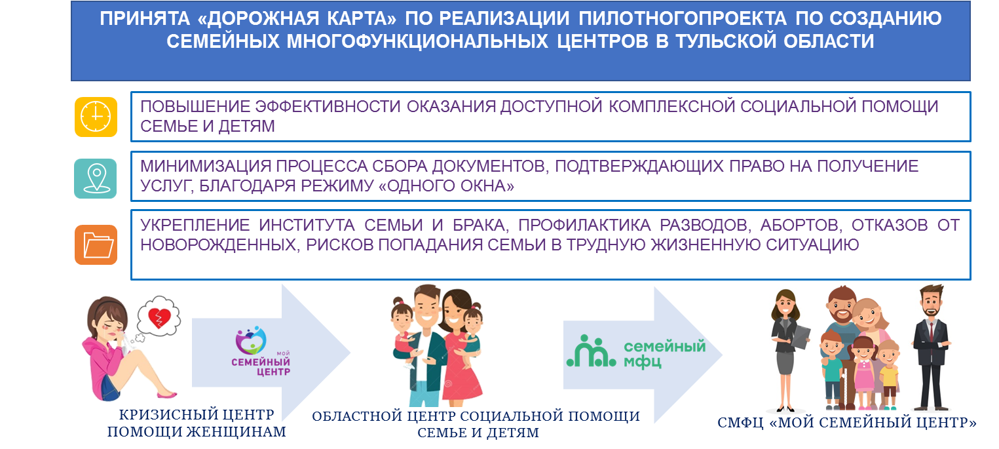 ПРИНЯТА «ДОРОЖНАЯ КАРТА» ПО РЕАЛИЗАЦИИ ПИЛОТНОГОПРОЕКТА ПО СОЗДАНИЮ
СЕМЕЙНЫХ МНОГОФУНКЦИОНАЛЬНЫХ ЦЕНТРОВ В ТУЛЬСКОЙ ОБЛАСТИ
ПОВЫШЕНИЕ ЭФФЕКТИВНОСТИ ОКАЗАНИЯ ДОСТУПНОЙ КОМПЛЕКСНОЙ СОЦИАЛЬНОЙ ПОМОЩИ
СЕМЬЕ И ДЕТЯМ
МИНИМИЗАЦИЯ ПРОЦЕССА СБОРА ДОКУМЕНТОВ, ПОДТВЕРЖДАЮЩИХ ПРАВО НА ПОЛУЧЕНИЕ
УСЛУГ, БЛАГОДАРЯ РЕЖИМУ «ОДНОГО ОКНА»
УКРЕПЛЕНИЕ ИНСТИТУТА СЕМЬИ И БРАКА, ПРОФИЛАКТИКА РАЗВОДОВ, АБОРТОВ, ОТКАЗОВ ОТ
НОВОРОЖДЕННЫХ, РИСКОВ ПОПАДАНИЯ СЕМЬИ В ТРУДНУЮ ЖИЗНЕННУЮ СИТУАЦИЮ
МОЙ
СЕМЕЙНЫЙ
ЦЕНТР
семейный
мфц
КРИЗИСНЫЙ ЦЕНТР
ПОМОЩИ ЖЕНЩИНАМ
ОБЛАСТНОЙ ЦЕНТР СОЦИАЛЬНОЙ ПОМОЩИ
СЕМЬЕ И ДЕТЯМ
СМФЦ «МОЙ СЕМЕЙНЫЙ ЦЕНТР»